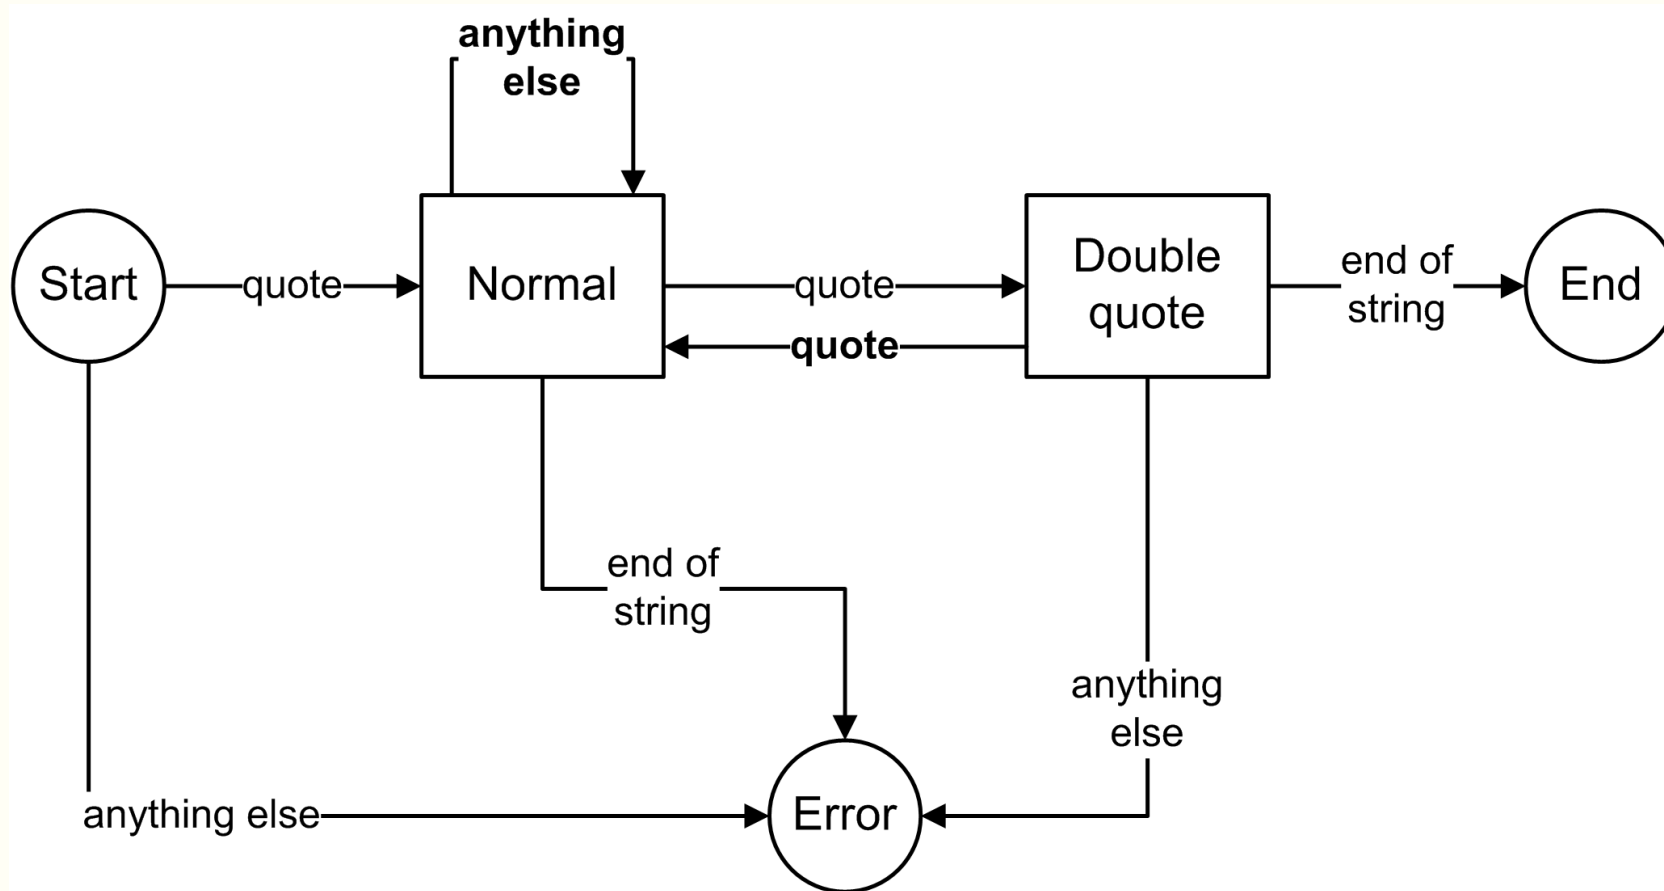 anything
else
Start
quote
Normal
quote
quote
Double
quote
end of
string
End
end of
string
anything
else
anything else
Error